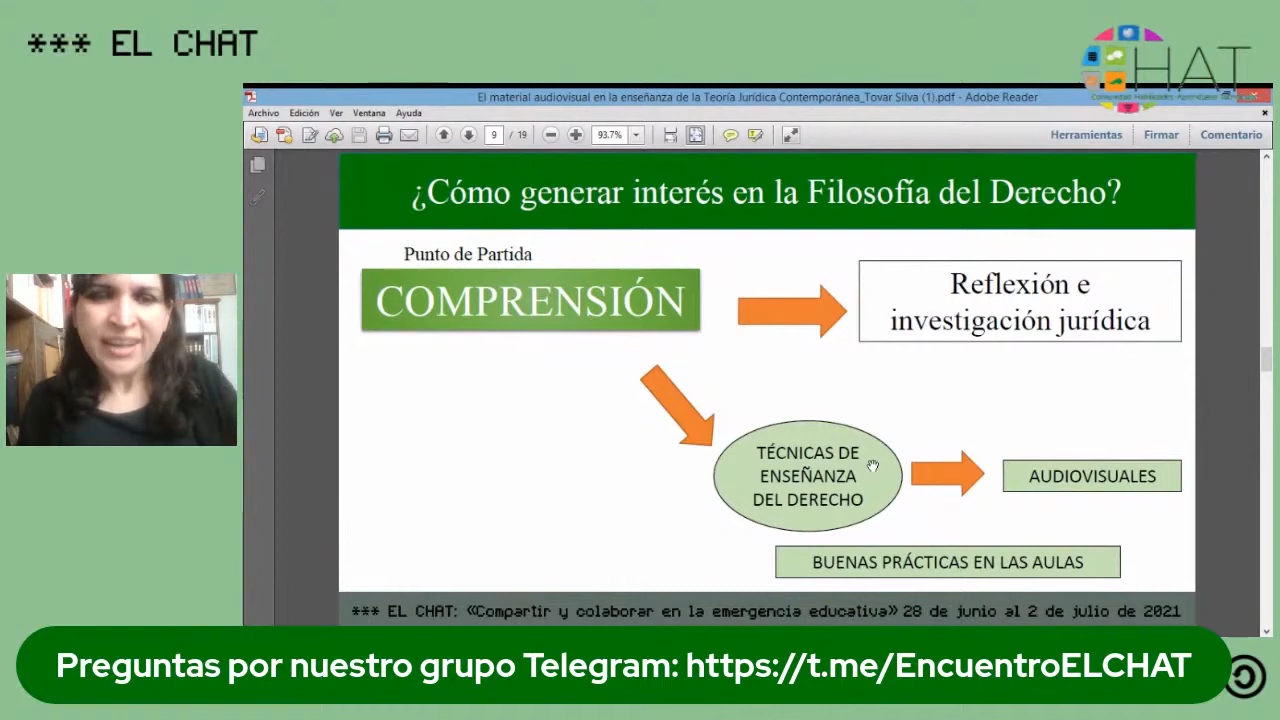 *** EL CHAT
HAT
El material audiovisual en la enseñanza de la Teoría Jurídica Contemporánea_Tovar Silva (1).pdf - Adobe Reader
Archivo Edición Ver Ventana Ayuda
9 / 19 93.7% Herramientas Firmar Comentario
¿Cómo generar interés en la Filosofía del Derecho?
Punto de Partida
COMPRENSIÓN
Reflexión e
investigación jurídica
TÉCNICAS DE
ENSEÑANZA
DEL DERECHO
AUDIOVISUALES
BUENAS PRÁCTICAS EN LAS AULAS
*** EL CHAT: «Compartir y colaborar en la emergencia educativa» 28 de junio al 2 de julio de 2021
Preguntas por nuestro grupo Telegram: https://t.me/EncuentroELCHAT